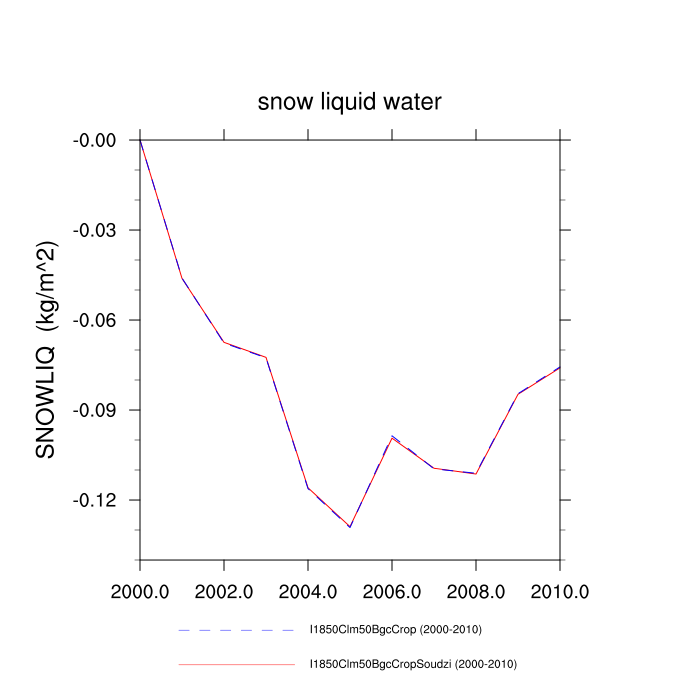 snow liquid water
SNOWLIQ (kg/m^2)
-0.00
-0.03
-0.06
-0.09
-0.12
2000.0 2002.0 2004.0 2006.0 2008.0 2010.0
I1850Clm50BgcCrop (2000-2010)
I1850Clm50BgcCropSoudzi (2000-2010)